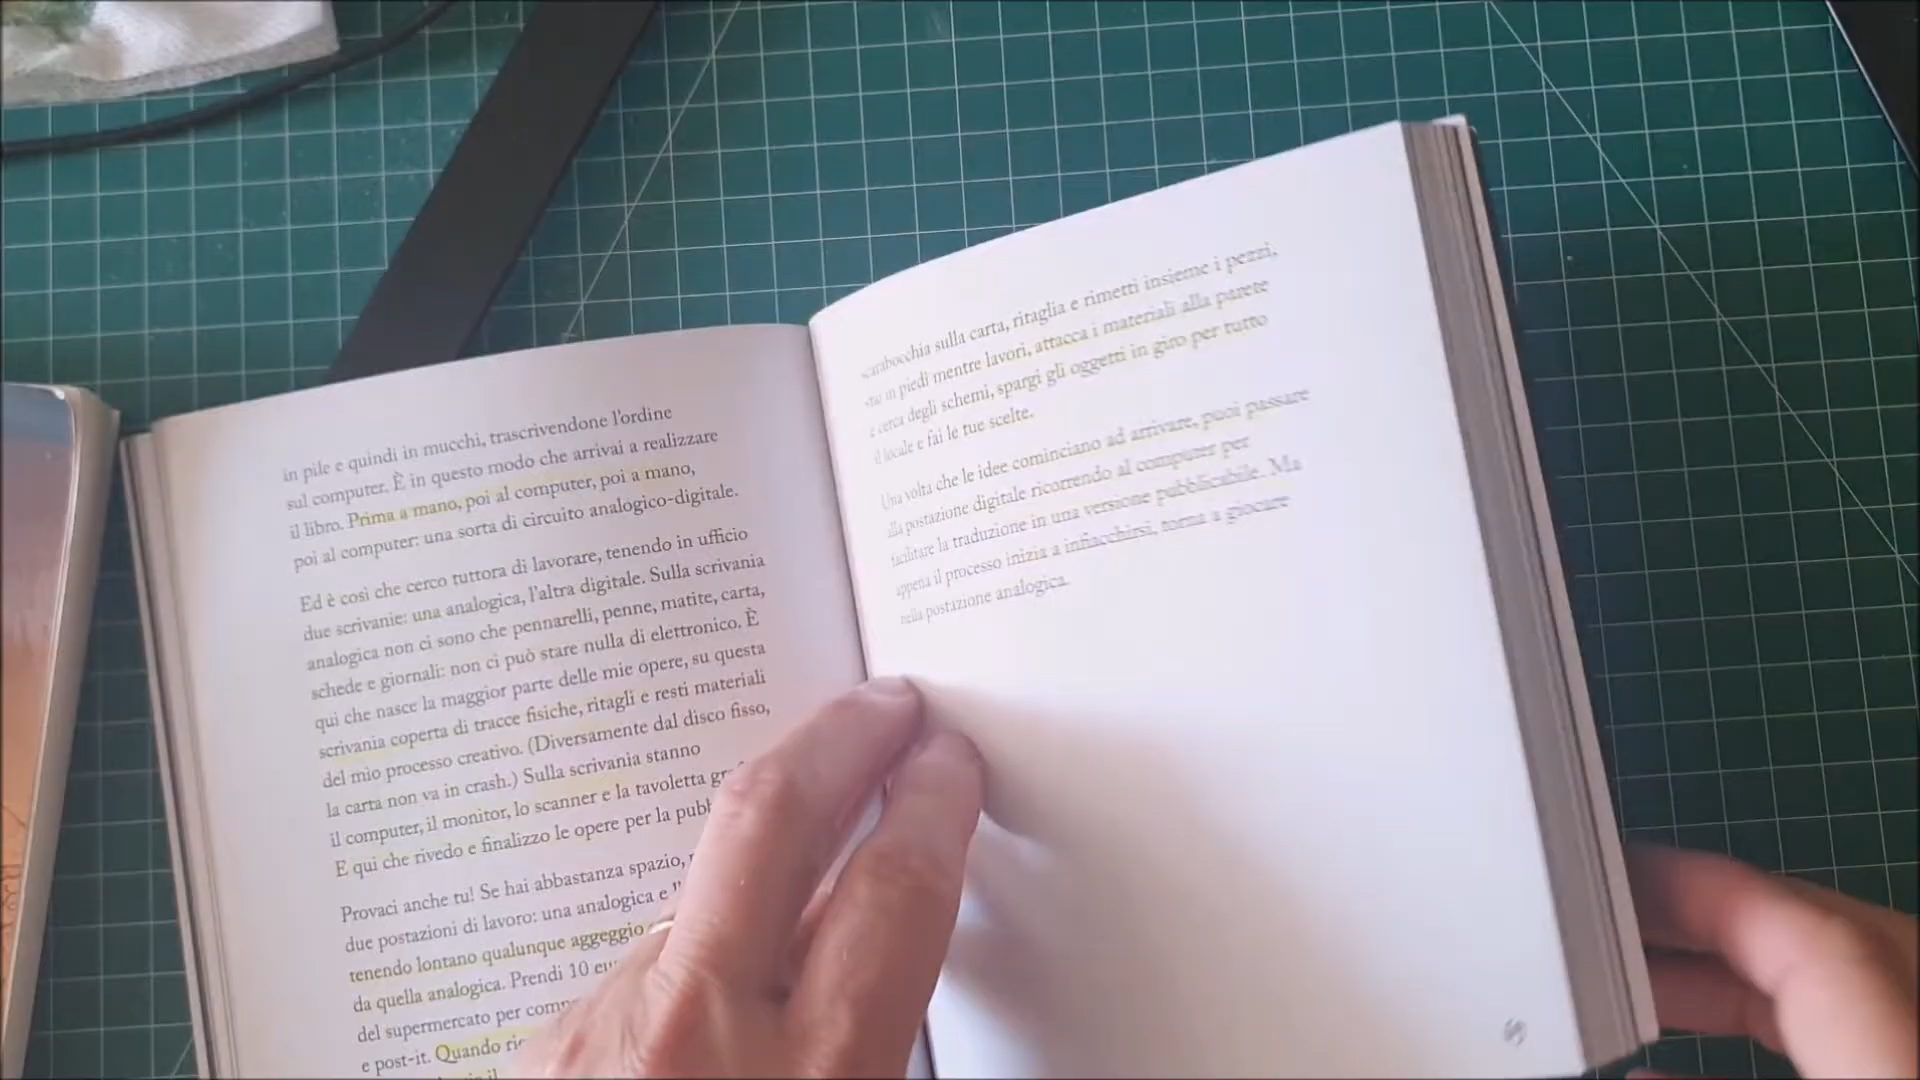 in pile e quindi in mucchi, trascrivendone l'ordine
sul computer. È in questo modo che arrivai a realizzare
il libro. Prima a mano, poi al computer, poi a mano,
poi al computer: una sorta di circuito analogico-digitale.
Ed è così che cerco tuttora di lavorare, tenendo in ufficio
due scrivanie: una analogica, l'altra digitale. Sulla scrivania
analogica non ci sono che pennarelli, penne, matite, carta,
schede e giornali: non ci può stare nulla di elettronico. È
qui che nasce la maggior parte delle mie opere, su questa
scrivania coperta di tracce fisiche, ritagli e resti materiali
del mio processo creativo. (Diversamente dal disco fisso,
la carta non va in crash.) Sulla scrivania stanno
il computer, il monitor, lo scanner e la tavoletta
E qui che rivedo e finalizzo le opere per la
Provaci anche tu! Se hai abbastanza spazio,
due postazioni di lavoro: una analogica e
tenendo lontano qualunque aggeggio
da quella analogica. Prendi 10
del supermercato per
e post-it. Quando
scarabocchia sulla carta, ritaglia e rimetti insieme i pezzi,
in piedi mentre lavori, attacca i materiali alla parete
e cerca degli schemi, spargi gli oggetti in giro per tutto
il locale e fai le tue scelte.
Una volta che le idee cominciano ad arrivare, puoi passare
alla postazione digitale ricorrendo al computer per
facilitare la traduzione in una versione pubblicabile. Ma
appena il processo inizia a infiacchirsi, torna a giocare
nella postazione analogica.